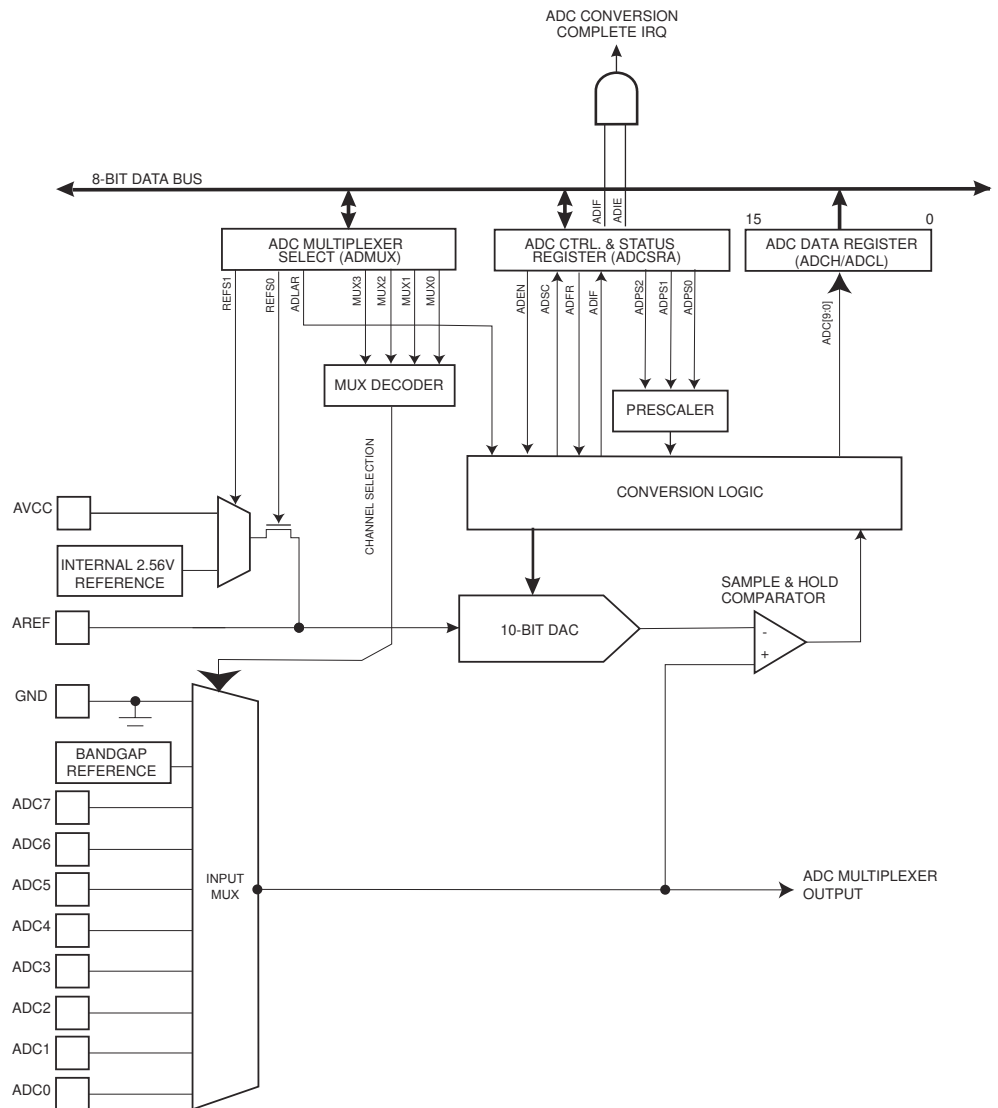 ADC CONVERSION
COMPLETE IRQ
8-BIT DATA BUS
ADIF
ADIE
15
0
ADC MULTIPLEXER
SELECT (ADMUX)
ADC CTRL. & STATUS
REGISTER (ADCSRA)
ADC DATA REGISTER
(ADCH/ADCL)
REFS1
REFS0
ADLAR
MUX3
MUX2
MUX1
MUX0
ADEN
ADSC
ADFR
ADIF
ADPS2
ADPS1
ADPS0
ADC[9:0]
MUX DECODER
PRESCALER
CHANNEL SELECTION
CONVERSION LOGIC
AVCC
INTERNAL 2.56V
REFERENCE
SAMPLE & HOLD
COMPARATOR
AREF
10-BIT DAC
-
+
GND
BANDGAP
REFERENCE
ADC7
ADC6
ADC5
ADC4
ADC3
ADC2
ADC1
ADC0
INPUT
MUX
ADC MULTIPLEXER
OUTPUT